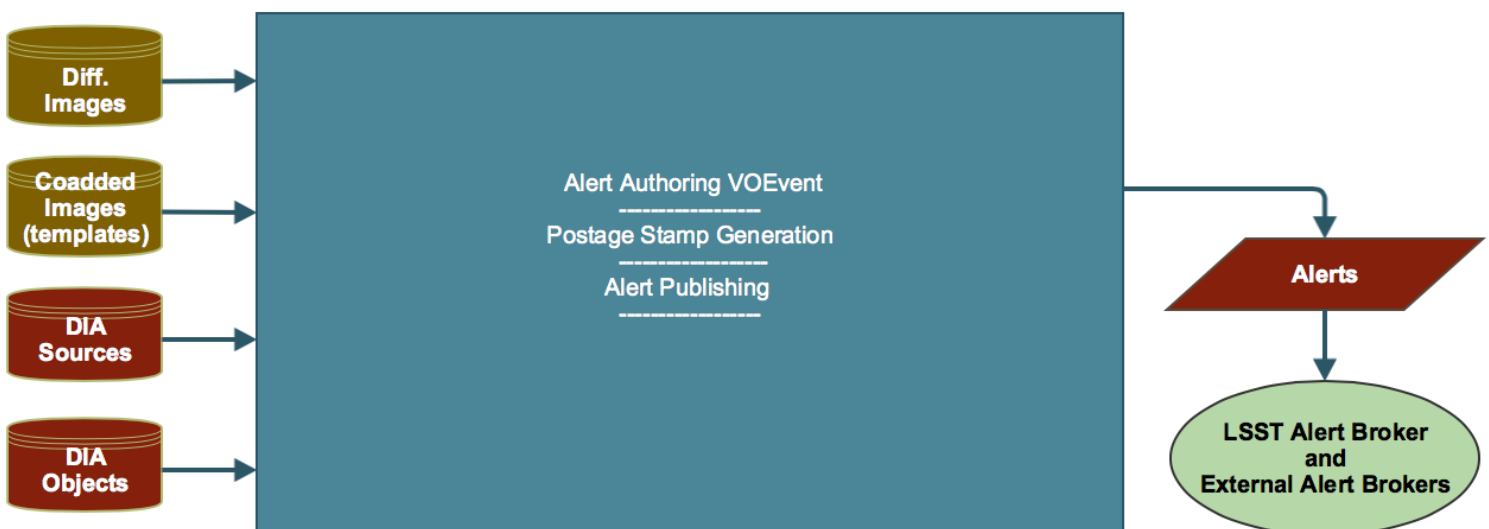 Diff.
Images
Coadded
Images
(templates)
DIA
Sources
DIA
Objects
Alert Authoring VOEvent
------------------
Postage Stamp Generation
-------------------
Alert Publishing
------------------
Alerts
LSST Alert Broker
and
External Alert Brokers